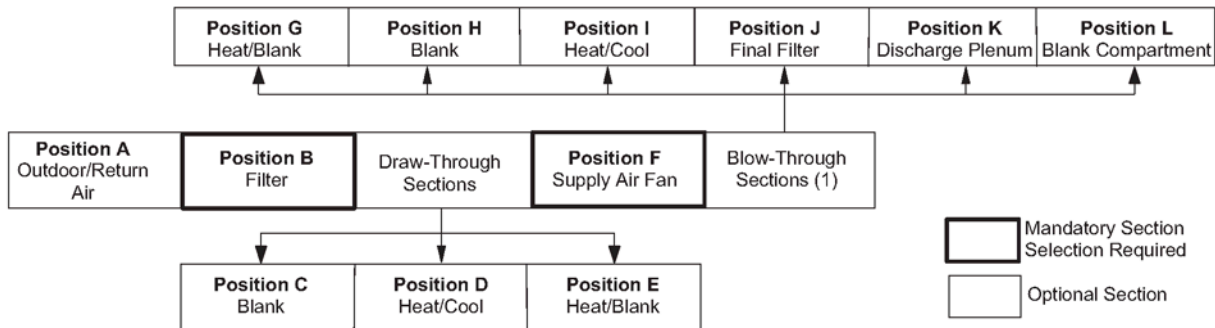 Position G
Heat/Blank
Position H
Blank
Position I
Heat/Cool
Position J
Final Filter
Position K
Discharge Plenum
Position L
Blank Compartment
Position A
Outdoor/Return
Air
Position B
Filter
Draw-Through
Sections
Position F
Supply Air Fan
Blow-Through
Sections (1)
Mandatory Section
Selection Required
Position C
Blank
Position D
Heat/Cool
Position E
Heat/Blank
Optional Section